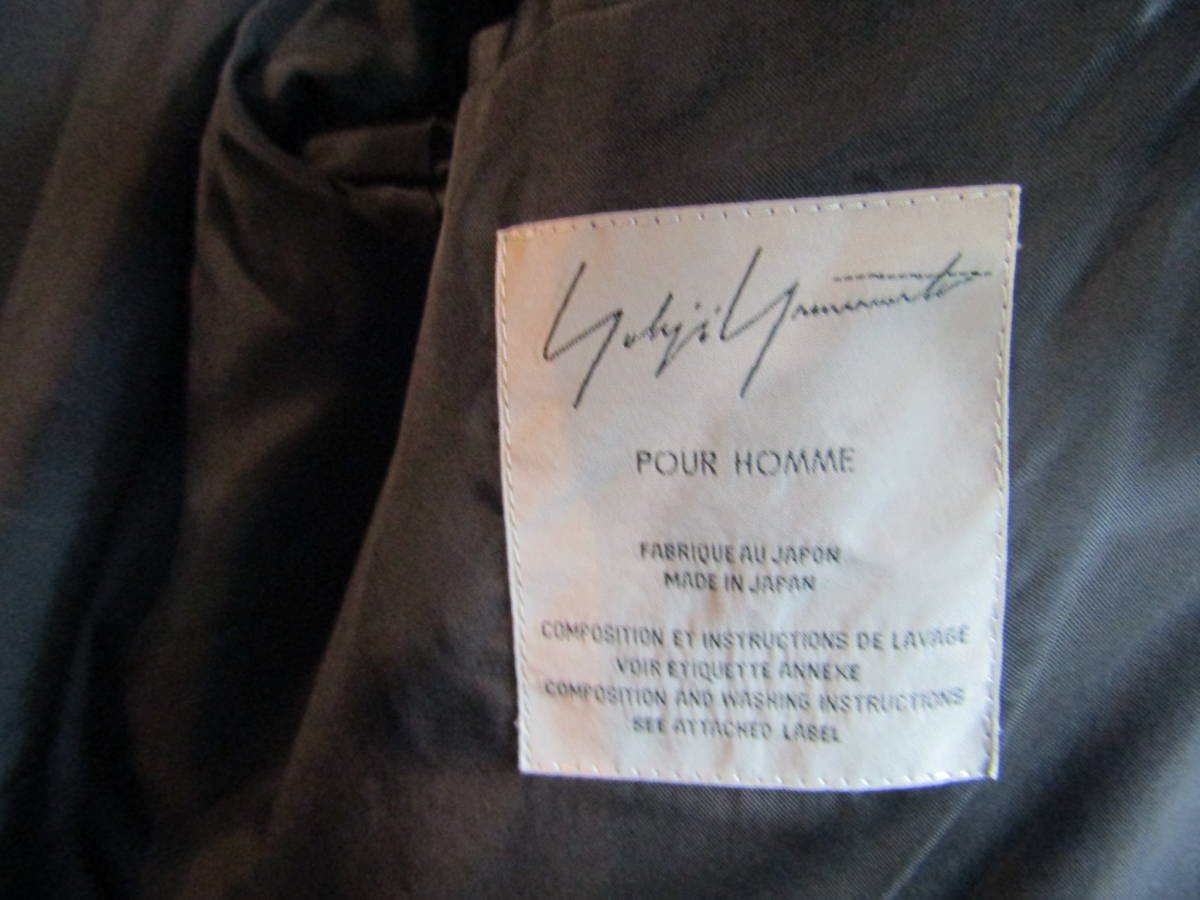 Yohji Yamamoto
POUR HOMME
FABRIQUE AU JAPON
MADE IN JAPAN
COMPOSITION ET INSTRUCTIONS DE LAVAGE
VOIR ETIQUETTE ANNEXE
COMPOSITION AND WASHING INSTRUCTIONS
SEE ATTACHED LABEL